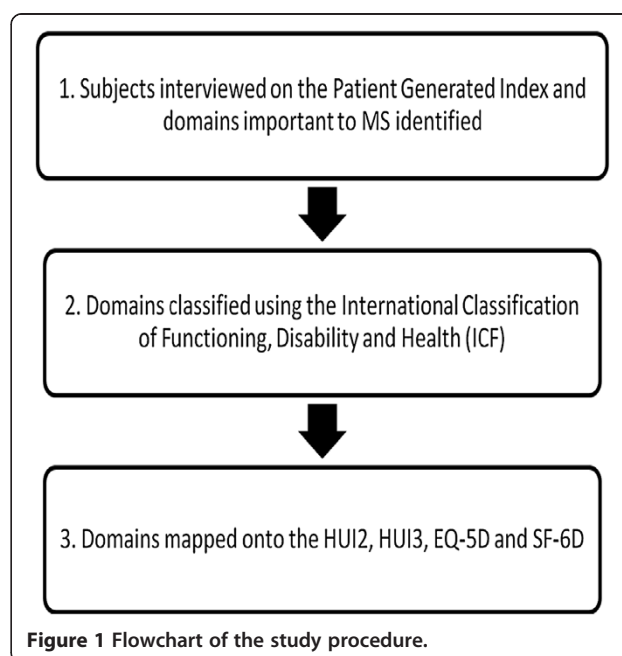 1. Subjects interviewed on the Patient Generated Index and
domains important to MS identified
2. Domains classified using the International Classification
of Functioning, Disability and Health (ICF)
3. Domains mapped onto the HUI2, HUI3, EQ-5D and SF-6D
Figure 1 Flowchart of the study procedure.